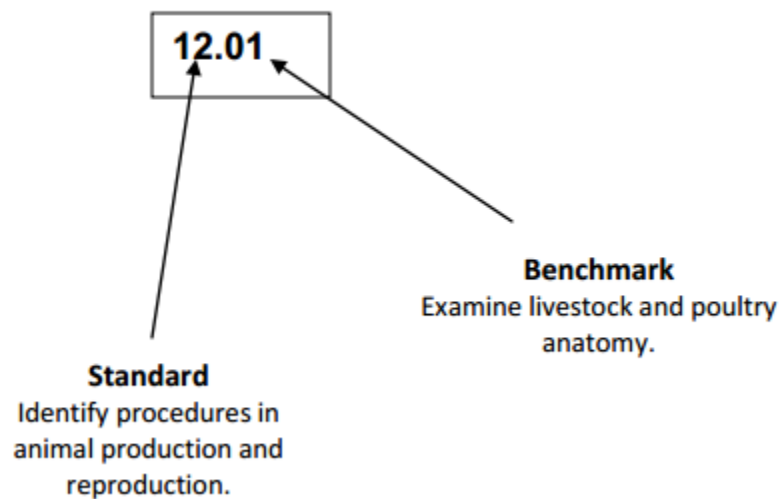 12.01
Benchmark
Examine livestock and poultry
anatomy.
Standard
Identify procedures in
animal production and
reproduction.